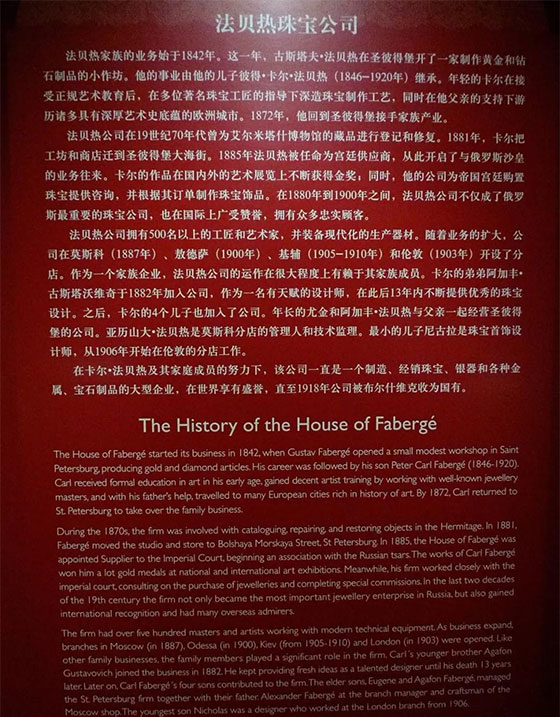 法贝热珠宝公司
法贝热家族的业务始于1842年。这一年，古斯塔夫·法贝热在圣彼得堡开了一家制作黄金和钻
石制品的小作坊。他的事业由他的儿子彼得·卡尔·法贝热（1846–1920年）继承。年轻的卡尔在接
受正规艺术教育后，在多位著名珠宝工匠的指导下深造珠宝制作工艺，同时在他父亲的支持下游
历诸多具有深厚艺术史底蕴的欧洲城市。1872年，他回到圣彼得堡接手家族产业。
法贝热公司在19世纪70年代曾为艾尔米塔什博物馆的藏品进行登记和修复。1881年，卡尔把
工坊和商店迁到圣彼得堡大海街。1885年法贝热被任命为宫廷供应商，从此开启了与俄罗斯沙皇
的业务往来。卡尔的作品在国内外的艺术展览上不断获得金奖；同时，他的公司为帝国宫廷购置
珠宝提供咨询，并根据其订单制作珠宝饰品。在1880年到1900年之间，法贝热公司不仅成了俄罗
斯最重要的珠宝公司，也在国际上广受赞誉，拥有众多忠实顾客。
法贝热公司拥有500名以上的工匠和艺术家，并装备现代化的生产器材。随着业务的扩大，公
司在莫斯科（1887年）、敖德萨（1900年）、基辅（1905–1910年）和伦敦（1903年）开设了分
店。作为一个家族企业，法贝热公司的运作在很大程度上有赖于其家族成员。卡尔的弟弟阿加丰·
古斯塔沃维奇于1882年加入公司，作为一名有天赋的设计师，在此后13年内不断提供优秀的珠宝
设计。之后，卡尔的4个儿子也加入了公司。年长的尤金和阿加丰·法贝热与父亲一起经营圣彼得
堡的公司。亚历山大·法贝热是莫斯科分店的管理人和技术监理。最小的儿子尼古拉是珠宝首饰设
计师，从1906年开始在伦敦的分店工作。
在卡尔·法贝热及其家庭成员的努力下，该公司一直是一个制造、经销珠宝、银器和各种金
属、宝石制品的大型企业，在世界享有盛誉，直至1918年公司被布尔什维克收为国有。
The History of the House of Fabergé
The House of Fabergé started its business in 1842, when Gustav Fabergé opened a small modest workshop in Saint
Petersburg, producing gold and diamond articles. His career was followed by his son Peter Carl Fabergé (1846-1920).
Carl received formal education in art in his early age, gained decent artist training by working with well-known jewellery
masters, and with his father's help, travelled to many European cities rich in history of art. By 1872, Carl returned to
St. Petersburg to take over the family business.
During the 1870s, the firm was involved with cataloguing, repairing, and restoring objects in the Hermitage. In 1881,
Fabergé moved the studio and store to Bolshaya Morskaya Street, St Petersburg. In 1885, the House of Fabergé was
appointed Supplier to the Imperial Court, beginning an association with the Russian tsars. The works of Carl Fabergé
won him a lot gold medals at national and international art exhibitions. Meanwhile, his firm worked closely with the
imperial court, consulting on the purchase of jewelleries and completing special commissions. In the last two decades
of the 19th century the firm not only became the most important jewellery enterprise in Russia, but also gained
international recognition and had many overseas admirers.
The firm had over five hundred masters and artists working with modern technical equipment. As business expand,
branches in Moscow (in 1887), Odessa (in 1900), Kiev (from 1905-1910) and London (in 1903) were opened. Like
other family businesses, the family members played a significant role in the firm. Carl's younger brother Agafon
Gustavovich joined the business in 1882. He kept providing fresh ideas as a talented designer until his death 13 years
later. Later on, Carl Fabergé's four sons contributed to the firm. The elder sons, Eugene and Agafon Fabergé, managed
the St. Petersburg firm together with their father. Alexander Fabergé at the branch manager and craftsman of the
Moscow shop. The youngest son Nicholas was a designer who worked at the London branch from 1906.